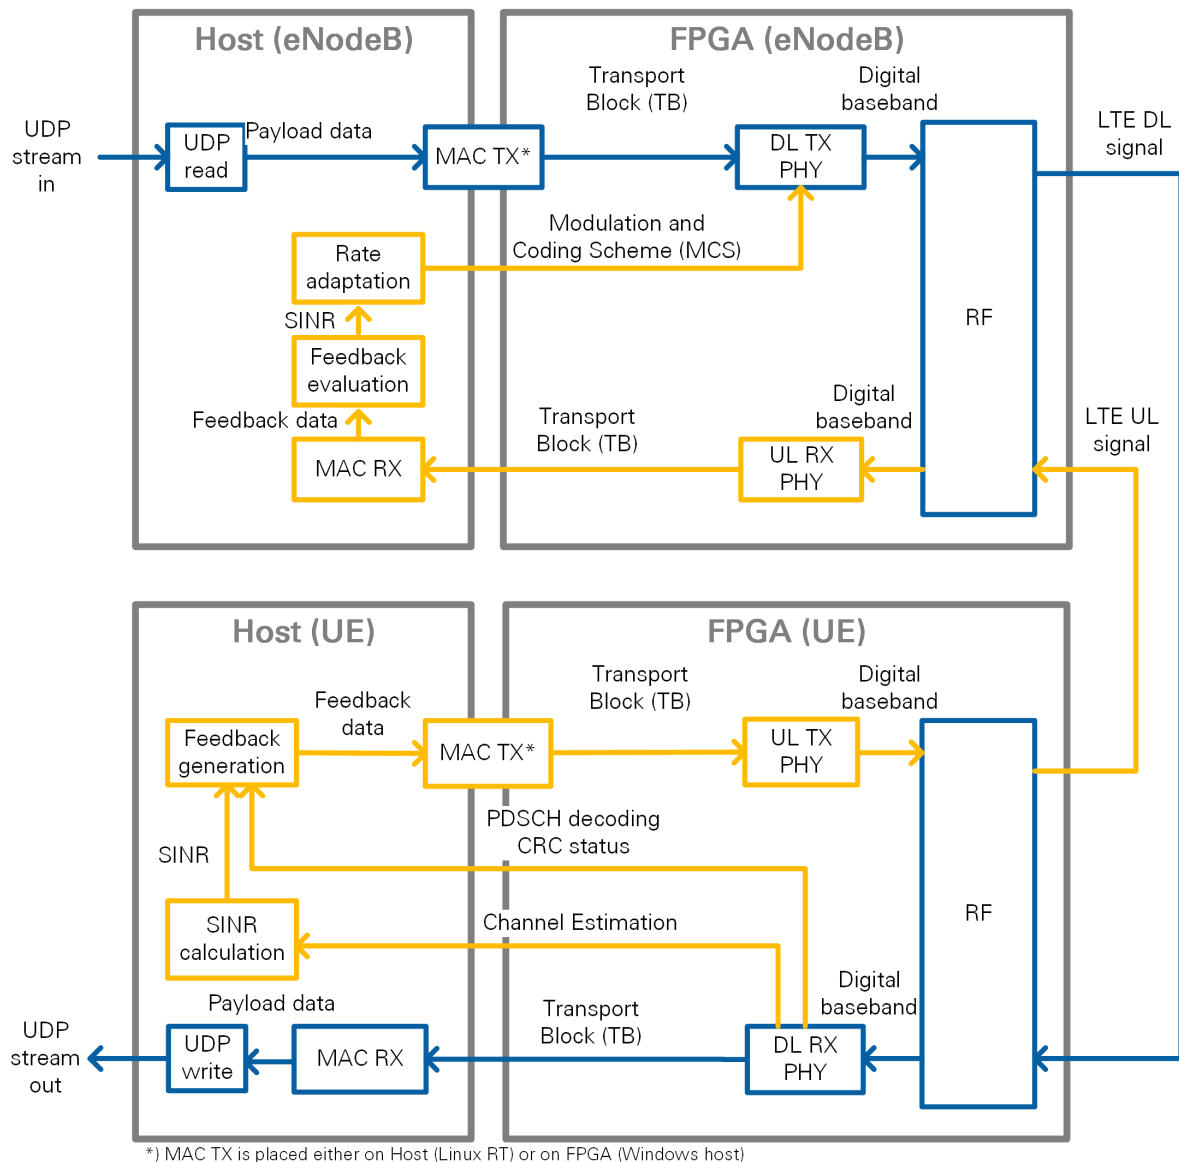 Host (eNodeB)
FPGA (eNodeB)
UDP
stream
in
UDP
read
Payload data
MAC TX*
Transport
Block (TB)
DL TX
PHY
Digital
baseband
LTE DL
signal
Modulation and
Coding Scheme (MCS)
Rate
adaptation
SINR
Feedback
evaluation
Feedback data
MAC RX
Transport
Block (TB)
UL RX
PHY
Digital
baseband
RF
LTE UL
signal
Host (UE)
FPGA (UE)
Feedback
generation
Feedback
data
MAC TX*
Transport
Block (TB)
UL TX
PHY
Digital
baseband
PDSCH decoding
CRC status
SINR
SINR
calculation
Channel Estimation
RF
UDP
stream
out
UDP
write
Payload data
MAC RX
Transport
Block (TB)
DL RX
PHY
Digital
baseband
*) MAC TX is placed either on Host (Linux RT) or on FPGA (Windows host)